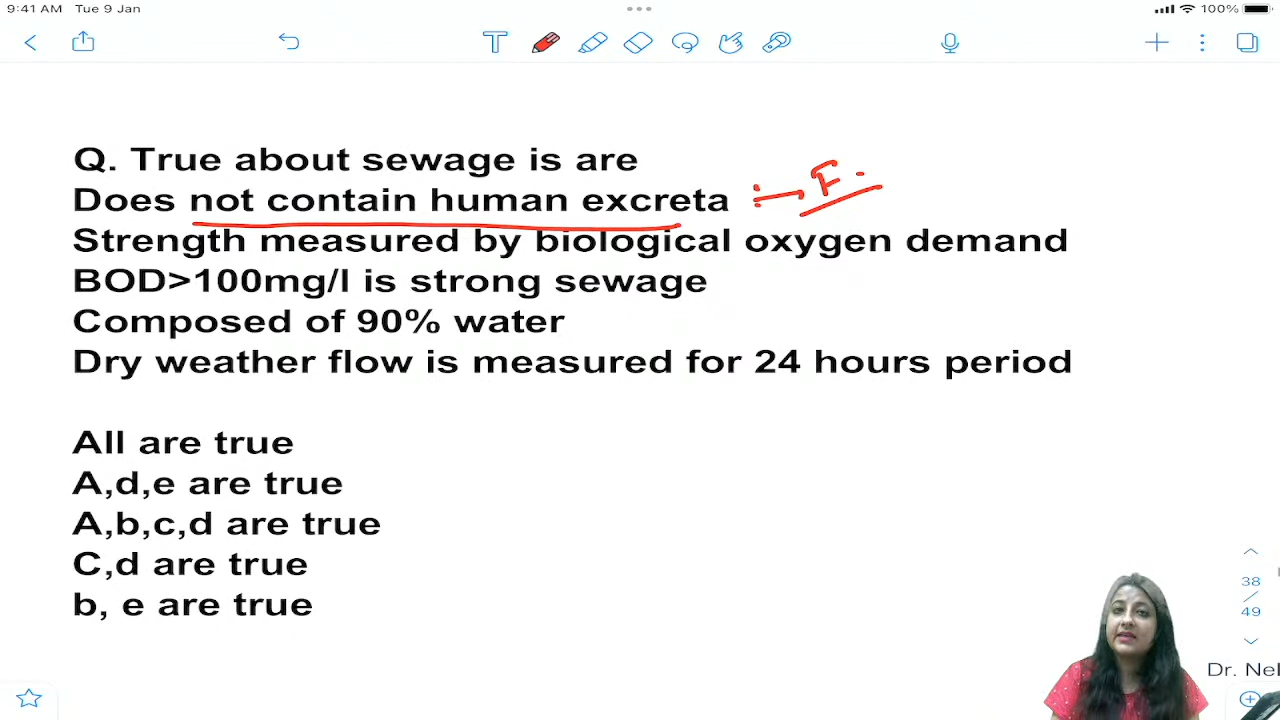 9:41 AM Tue 9 Jan
100%
Q. True about sewage is are
Does not contain human excreta :→ F.
Strength measured by biological oxygen demand
BOD>100mg/l is strong sewage
Composed of 90% water
Dry weather flow is measured for 24 hours period
All are true
A,d,e are true
A,b,c,d are true
C,d are true
b, e are true
38
/
49
Dr. Nel